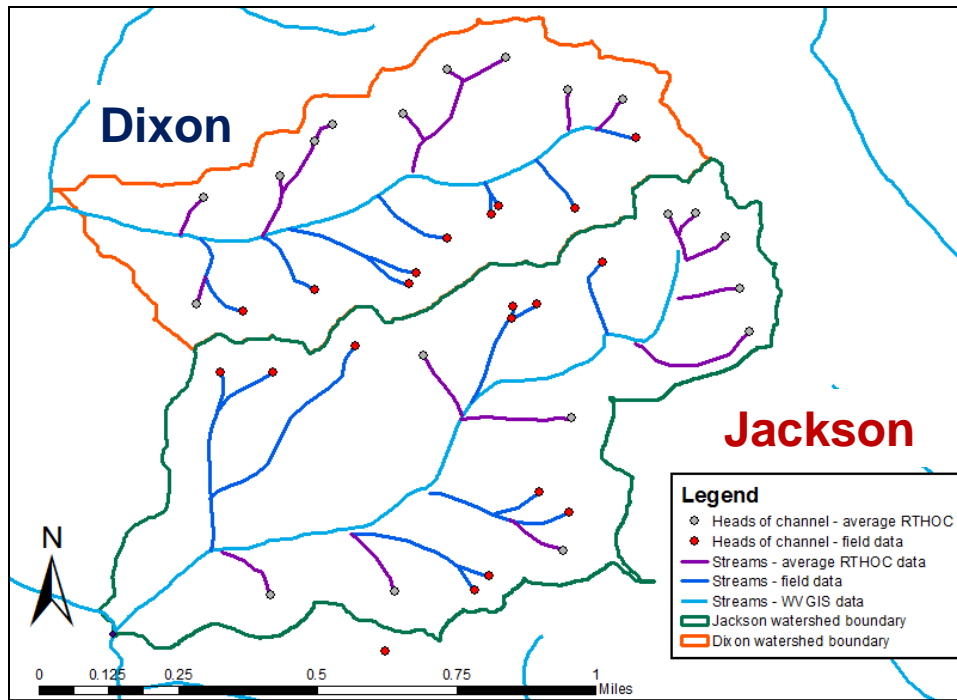 Dixon
Jackson
Legend
Heads of channel - average RTHOC
Heads of channel - field data
Streams - average RTHOC data
Streams - field data
Streams - WVGIS data
Jackson watershed boundary
Dixon watershed boundary
N
0 0.125 0.25 0.5 0.75 1
Miles